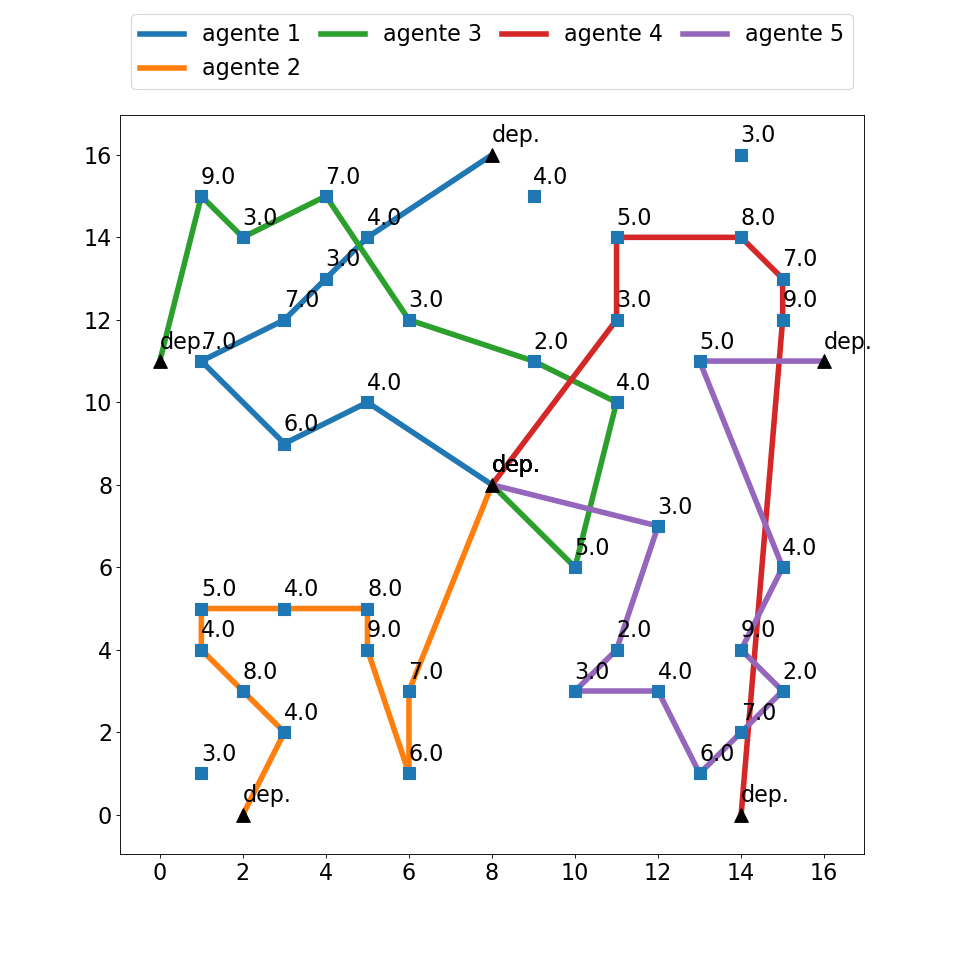 agente 1 agente 3 agente 4 agente 5
agente 2
dep. 3.0
16
9.0 7.0 4.0
3.0 4.0 5.0 8.0
14
3.0 7.0
7.0 3.0 3.0 9.0
12
dep. 7.0 2.0 5.0 dep.
4.0 4.0
10
6.0
dep. dep.
8
3.0
5.0 4.0
6
5.0 4.0 8.0
4.0 9.0 2.0 9.0
4
8.0 7.0 3.0 4.0 2.0
4.0 7.0
2
3.0 6.0 6.0
dep. dep.
0
0 2 4 6 8 10 12 14 16